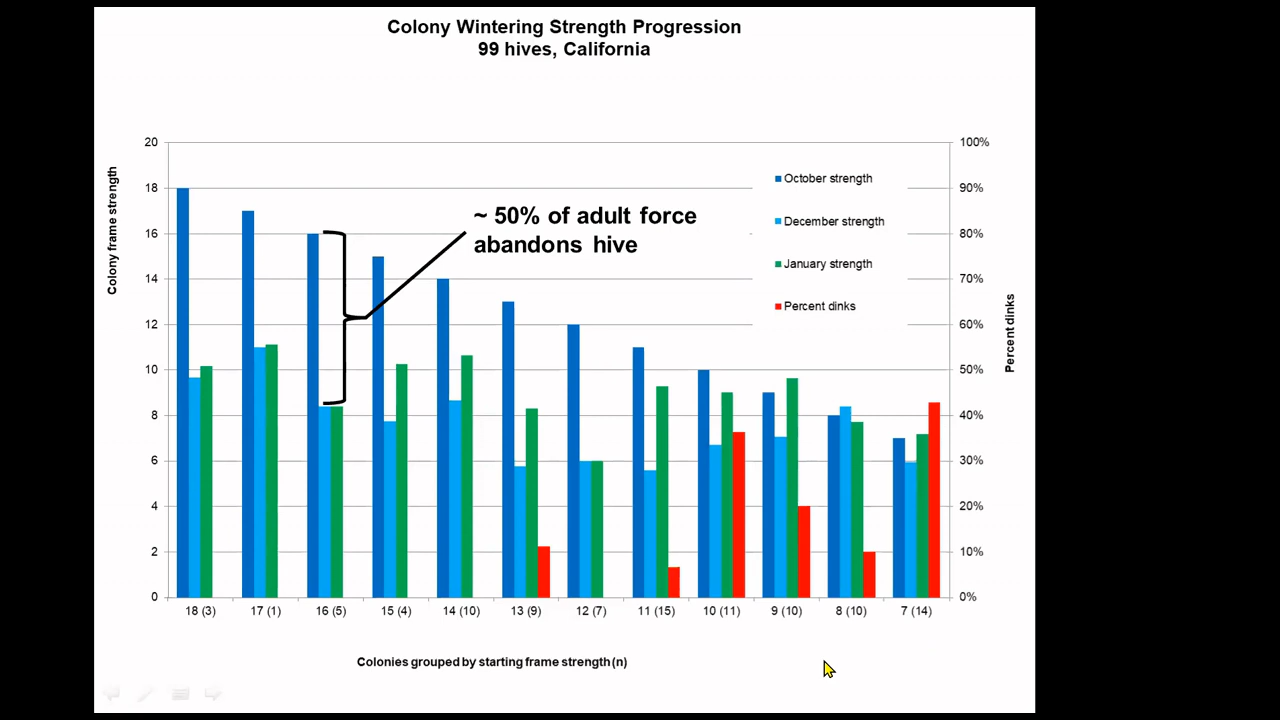 Colony Wintering Strength Progression
99 hives, California
20
18
16
14
12
10
8
6
4
2
0
Colony frame strength
~ 50% of adult force
abandons hive
October strength
December strength
January strength
Percent dinks
100%
90%
80%
70%
60%
50%
40%
30%
20%
10%
0%
Percent dinks
18 (3) 17 (1) 16 (5) 15 (4) 14 (10) 13 (9) 12 (7) 11 (15) 10 (11) 9 (10) 8 (10) 7 (14)
Colonies grouped by starting frame strength (n)